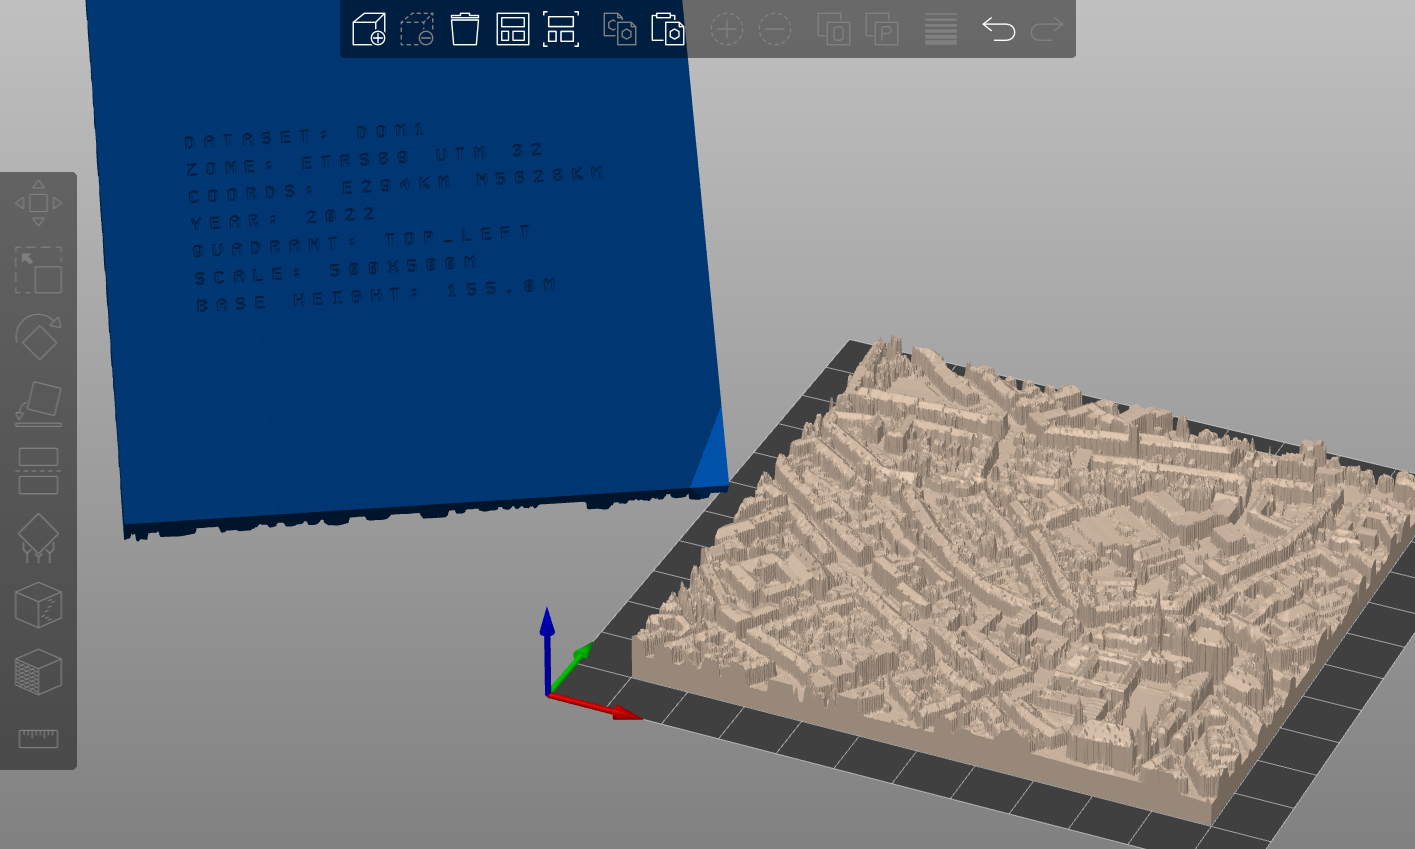 DATASET: DOM1
ZONE: ETRS89 UTM 32
COORDS: E294KM N5628KM
YEAR: 2022
QUADRANT: TOP_LEFT
SCALE: 500X500M
BASE HEIGHT: 155.0M